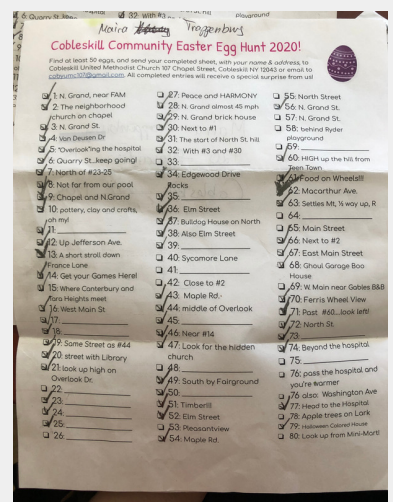 6: Quarry St.
32: With #3
playground
Maira Troggenburg
Cobleskill Community Easter Egg Hunt 2020!
Find at least 50 eggs, and send your completed sheet, with your name & address, to
Cobleskill United Methodist Church 107 Chapel Street, Cobleskill NY 12043 or email to
cobyumc107@gmail.com. All completed entries will receive a special surprise from us!
1: N. Grand, near FAM
2: The neighborhood
church on chapel
3: N. Grand St.
4: Van Deusen Dr
5: "Overlook"ing the hospital
6: Quarry St...keep going!
7: North of #23-25
8: Not far from our pool
9: Chapel and N.Grand
10: pottery, clay and crafts,
oh my!
11:
12: Up Jefferson Ave.
13: A short stroll down
France Lane
14: Get your Games Here!
15: Where Canterbury and
Tara Heights meet
16: West Main St
17:
18:
19: Same Street as #44
20: street with Library
21: look up high on
Overlook Dr.
22:
23:
24:
25:
26:
27: Peace and HARMONY
28: N. Grand almost 45 mph
29: N. Grand brick house
30: Next to #1
31: The start of North St. hill
32: With #3 and #30
33:
34: Edgewood Drive
Rocks
35:
36: Elm Street
37: Bulldog House on North
38: Also Elm Street
39:
40: Sycamore Lane
41:
42: Close to #2
43: Maple Rd.
44: middle of Overlook
45:
46: Near #14
47: Look for the hidden
church
48:
49: South by Fairground
50:
51: Timber!!!
52: Elm Street
53: Pleasantview
54: Maple Rd.
55: North Street
56: N. Grand St.
57: N. Grand St.
58: behind Ryder
playground
59:
60: HIGH up the hill from
Teen Town
61: Food on Wheels!!!
62: Macarthur Ave.
63: Settles Mt, ½ way up, R
64:
65: Main Street
66: Next to #2
67: East Main Street
68: Ghoul Garage Boo
House
69: W. Main near Gables B&B
70: Ferris Wheel View
71: Past #60...look left!
72: North St
73:
74: Beyond the hospital
75:
76: pass the hospital and
you're warmer
76 also: Washington Ave
77: Head to the Hospital
78: Apple trees on Lark
79: Halloween Colored House
80: Look up from Mini-Mart!